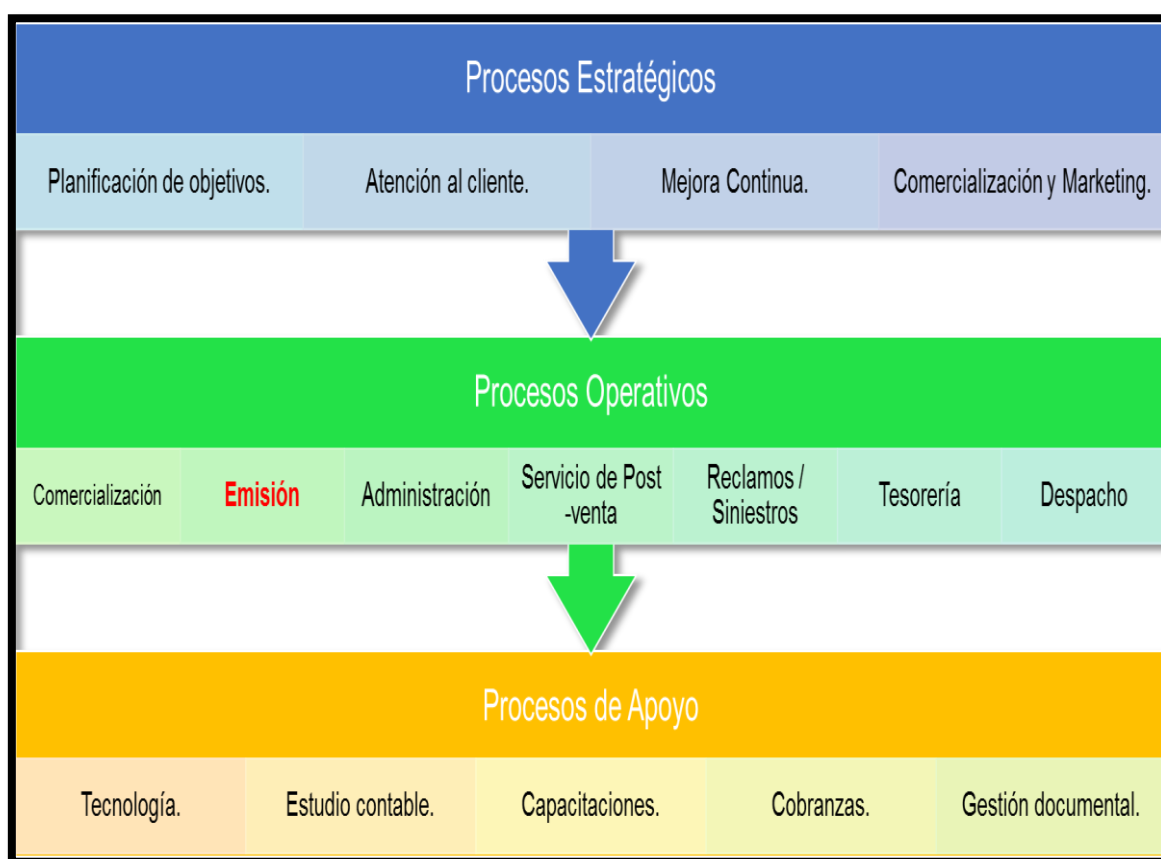 Procesos Estratégicos
Planificación de objetivos.
Atención al cliente.
Mejora Continua.
Comercialización y Marketing.
Procesos Operativos
Comercialización
Emisión
Administración
Servicio de Post
-venta
Reclamos /
Siniestros
Tesorería
Despacho
Procesos de Apoyo
Tecnología.
Estudio contable.
Capacitaciones.
Cobranzas.
Gestión documental.